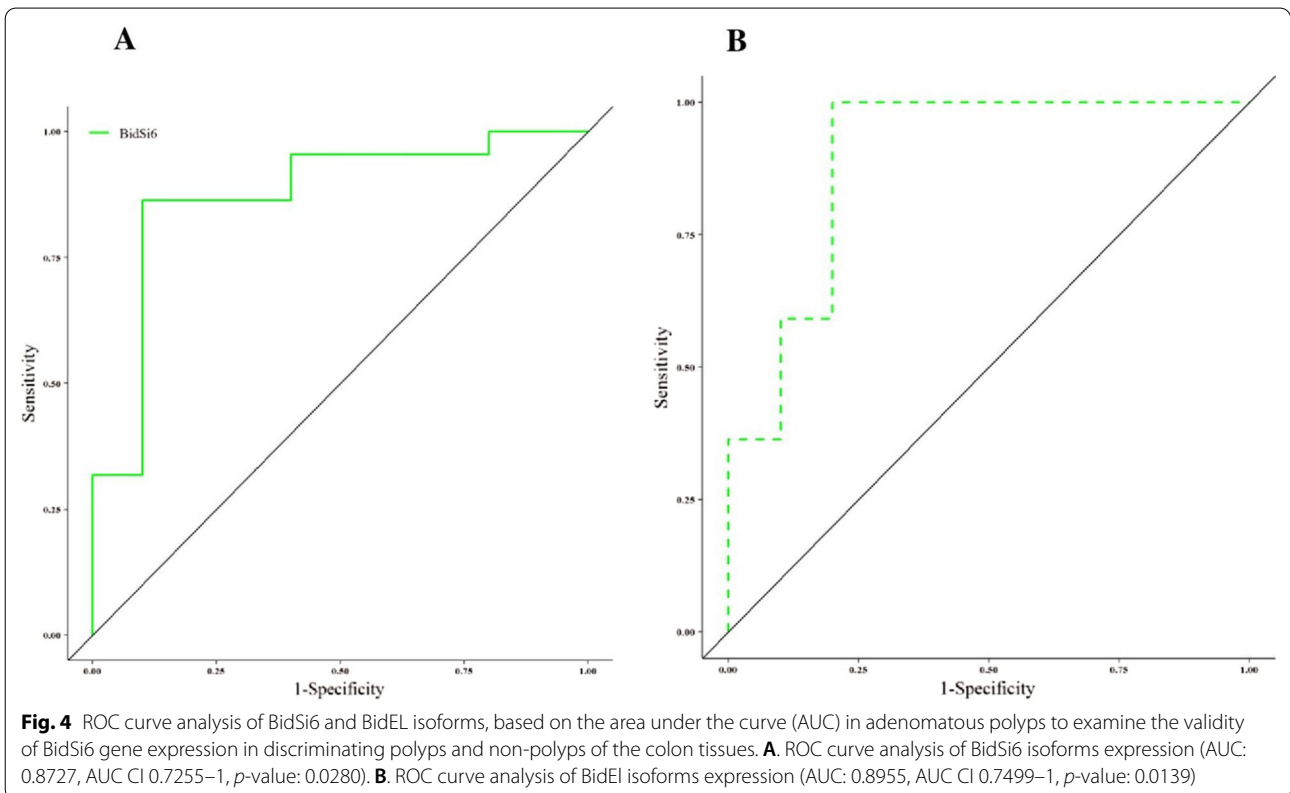 A
BidSi6
1.00
0.75
0.50
0.25
0.00
Sensitivity
0.00
0.25
0.50
0.75
1.00
1-Specificity
B
1.00
0.75
0.50
0.25
0.00
Sensitivity
0.00
0.25
0.50
0.75
1.00
1-Specificity
Fig. 4 ROC curve analysis of BidSi6 and BidEL isoforms, based on the area under the curve (AUC) in adenomatous polyps to examine the validity
of BidSi6 gene expression in discriminating polyps and non-polyps of the colon tissues. A. ROC curve analysis of BidSi6 isoforms expression (AUC:
0.8727, AUC CI 0.7255–1, p-value: 0.0280). B. ROC curve analysis of BidEl isoforms expression (AUC: 0.8955, AUC CI 0.7499–1, p-value: 0.0139)